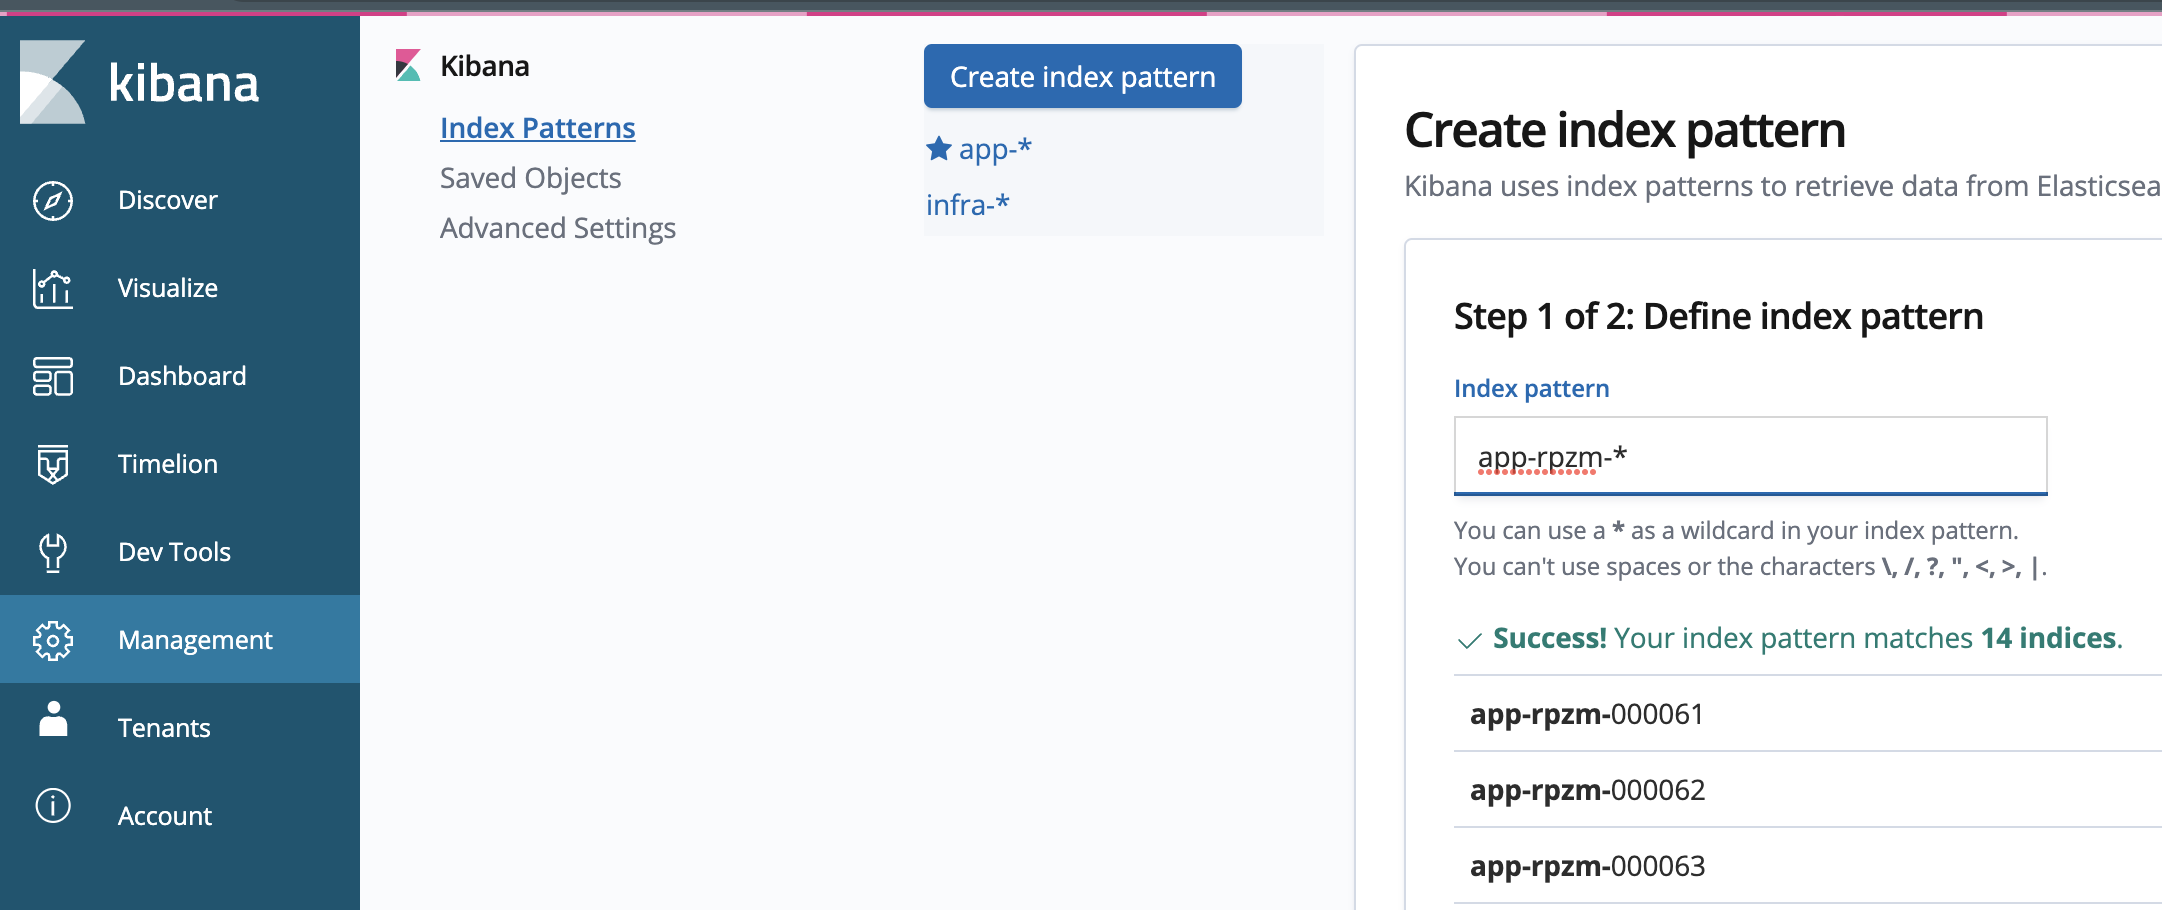 kibana
Discover
Visualize
Dashboard
Timelion
Dev Tools
Management
Tenants
Account
Kibana
Index Patterns
Saved Objects
Advanced Settings
Create index pattern
app-*
infra-*
Create index pattern
Kibana uses index patterns to retrieve data from Elasticsea
Step 1 of 2: Define index pattern
Index pattern
app-rpzm-*
You can use a * as a wildcard in your index pattern.
You can't use spaces or the characters \, /, ?, ", <, >, |.
Success! Your index pattern matches 14 indices.
app-rpzm-000061
app-rpzm-000062
app-rpzm-000063